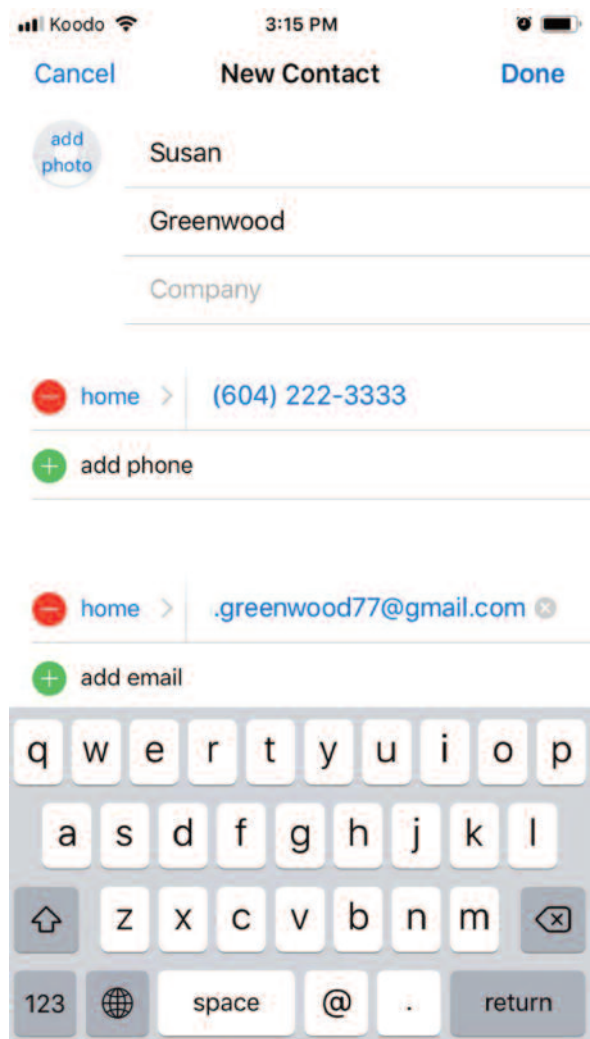 Koodo 3:15 PM
Cancel New Contact Done
add
photo
Susan
Greenwood
Company
home (604) 222-3333
add phone
home .greenwood77@gmail.com
add email
q w e r t y u i o p
a s d f g h j k l
z x c v b n m
123 space @ . return